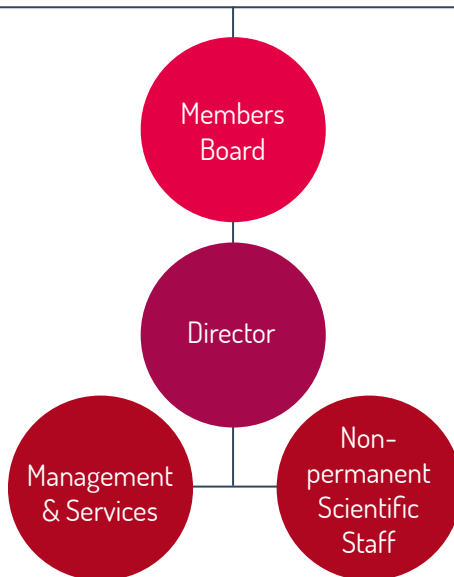 Members
Board
Director
Management
& Services
Non-
permanent
Scientific
Staff